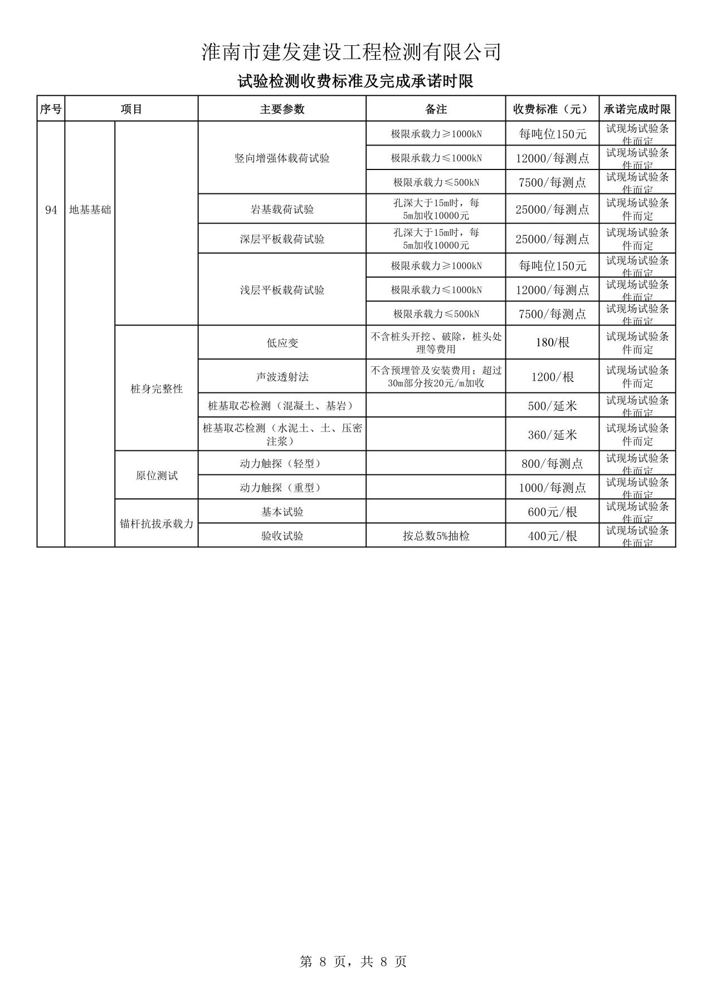 淮南市建发建设工程检测有限公司
试验检测收费标准及完成承诺时限
序号 项目 主要参数 备注 收费标准（元） 承诺完成时限
94 地基基础
竖向增强体载荷试验
极限承载力≥1000kN 每吨位150元 试现场试验条
件而定
极限承载力≤1000kN 12000/每测点 试现场试验条
件而定
极限承载力≤500kN 7500/每测点 试现场试验条
件而定
岩基载荷试验 孔深大于15m时，每
5m加收10000元 25000/每测点 试现场试验条
件而定
深层平板载荷试验 孔深大于15m时，每
5m加收10000元 25000/每测点 试现场试验条
件而定
浅层平板载荷试验
极限承载力≥1000kN 每吨位150元 试现场试验条
件而定
极限承载力≤1000kN 12000/每测点 试现场试验条
件而定
极限承载力≤500kN 7500/每测点 试现场试验条
件而定
桩身完整性
低应变 不含桩头开挖、破除，桩头处
理等费用 180/根 试现场试验条
件而定
声波透射法 不含预埋管及安装费用；超过
30m部分按20元/m加收 1200/根 试现场试验条
件而定
桩基取芯检测（混凝土、基岩） 500/延米 试现场试验条
件而定
桩基取芯检测（水泥土、土、压密
注浆） 360/延米 试现场试验条
件而定
原位测试
动力触探（轻型） 800/每测点 试现场试验条
件而定
动力触探（重型） 1000/每测点 试现场试验条
件而定
锚杆抗拔承载力
基本试验 600元/根 试现场试验条
件而定
验收试验 按总数5%抽检 400元/根 试现场试验条
件而定
第 8 页，共 8 页